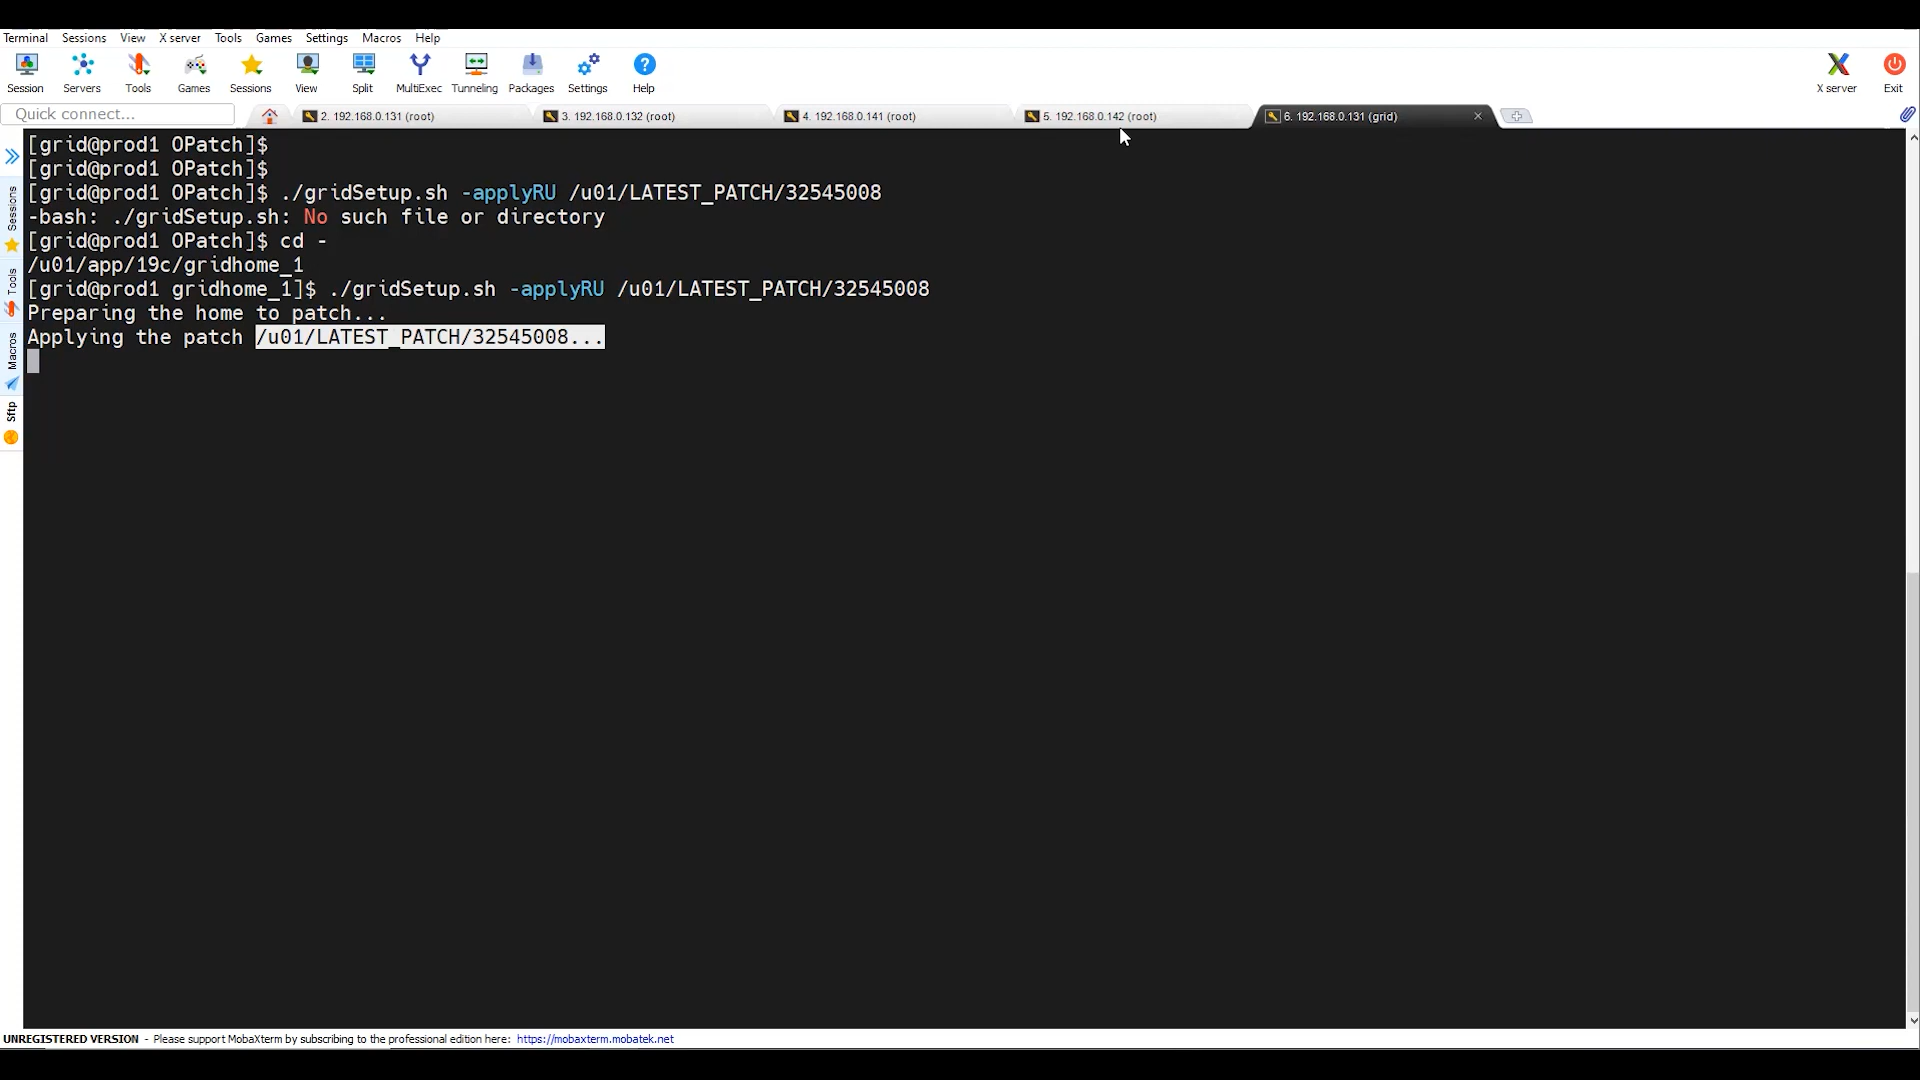 Terminal Sessions View X server Tools Games Settings Macros Help
Session Servers Tools Games Sessions View Split MultiExec Tunneling Packages Settings Help X server Exit
Quick connect... 2. 192.168.0.131 (root) 3. 192.168.0.132 (root) 4. 192.168.0.141 (root) 5. 192.168.0.142 (root) 6. 192.168.0.131 (grid)
[grid@prod1 OPatch]$
[grid@prod1 OPatch]$
[grid@prod1 OPatch]$ ./gridSetup.sh -applyRU /u01/LATEST_PATCH/32545008
-bash: ./gridSetup.sh: No such file or directory
[grid@prod1 OPatch]$ cd -
/u01/app/19c/gridhome_1
[grid@prod1 gridhome_1]$ ./gridSetup.sh -applyRU /u01/LATEST_PATCH/32545008
Preparing the home to patch...
Applying the patch /u01/LATEST_PATCH/32545008...
Sessions
Tools
Macros
Sftp
UNREGISTERED VERSION - Please support MobaXterm by subscribing to the professional edition here: https://mobaxterm.mobatek.net